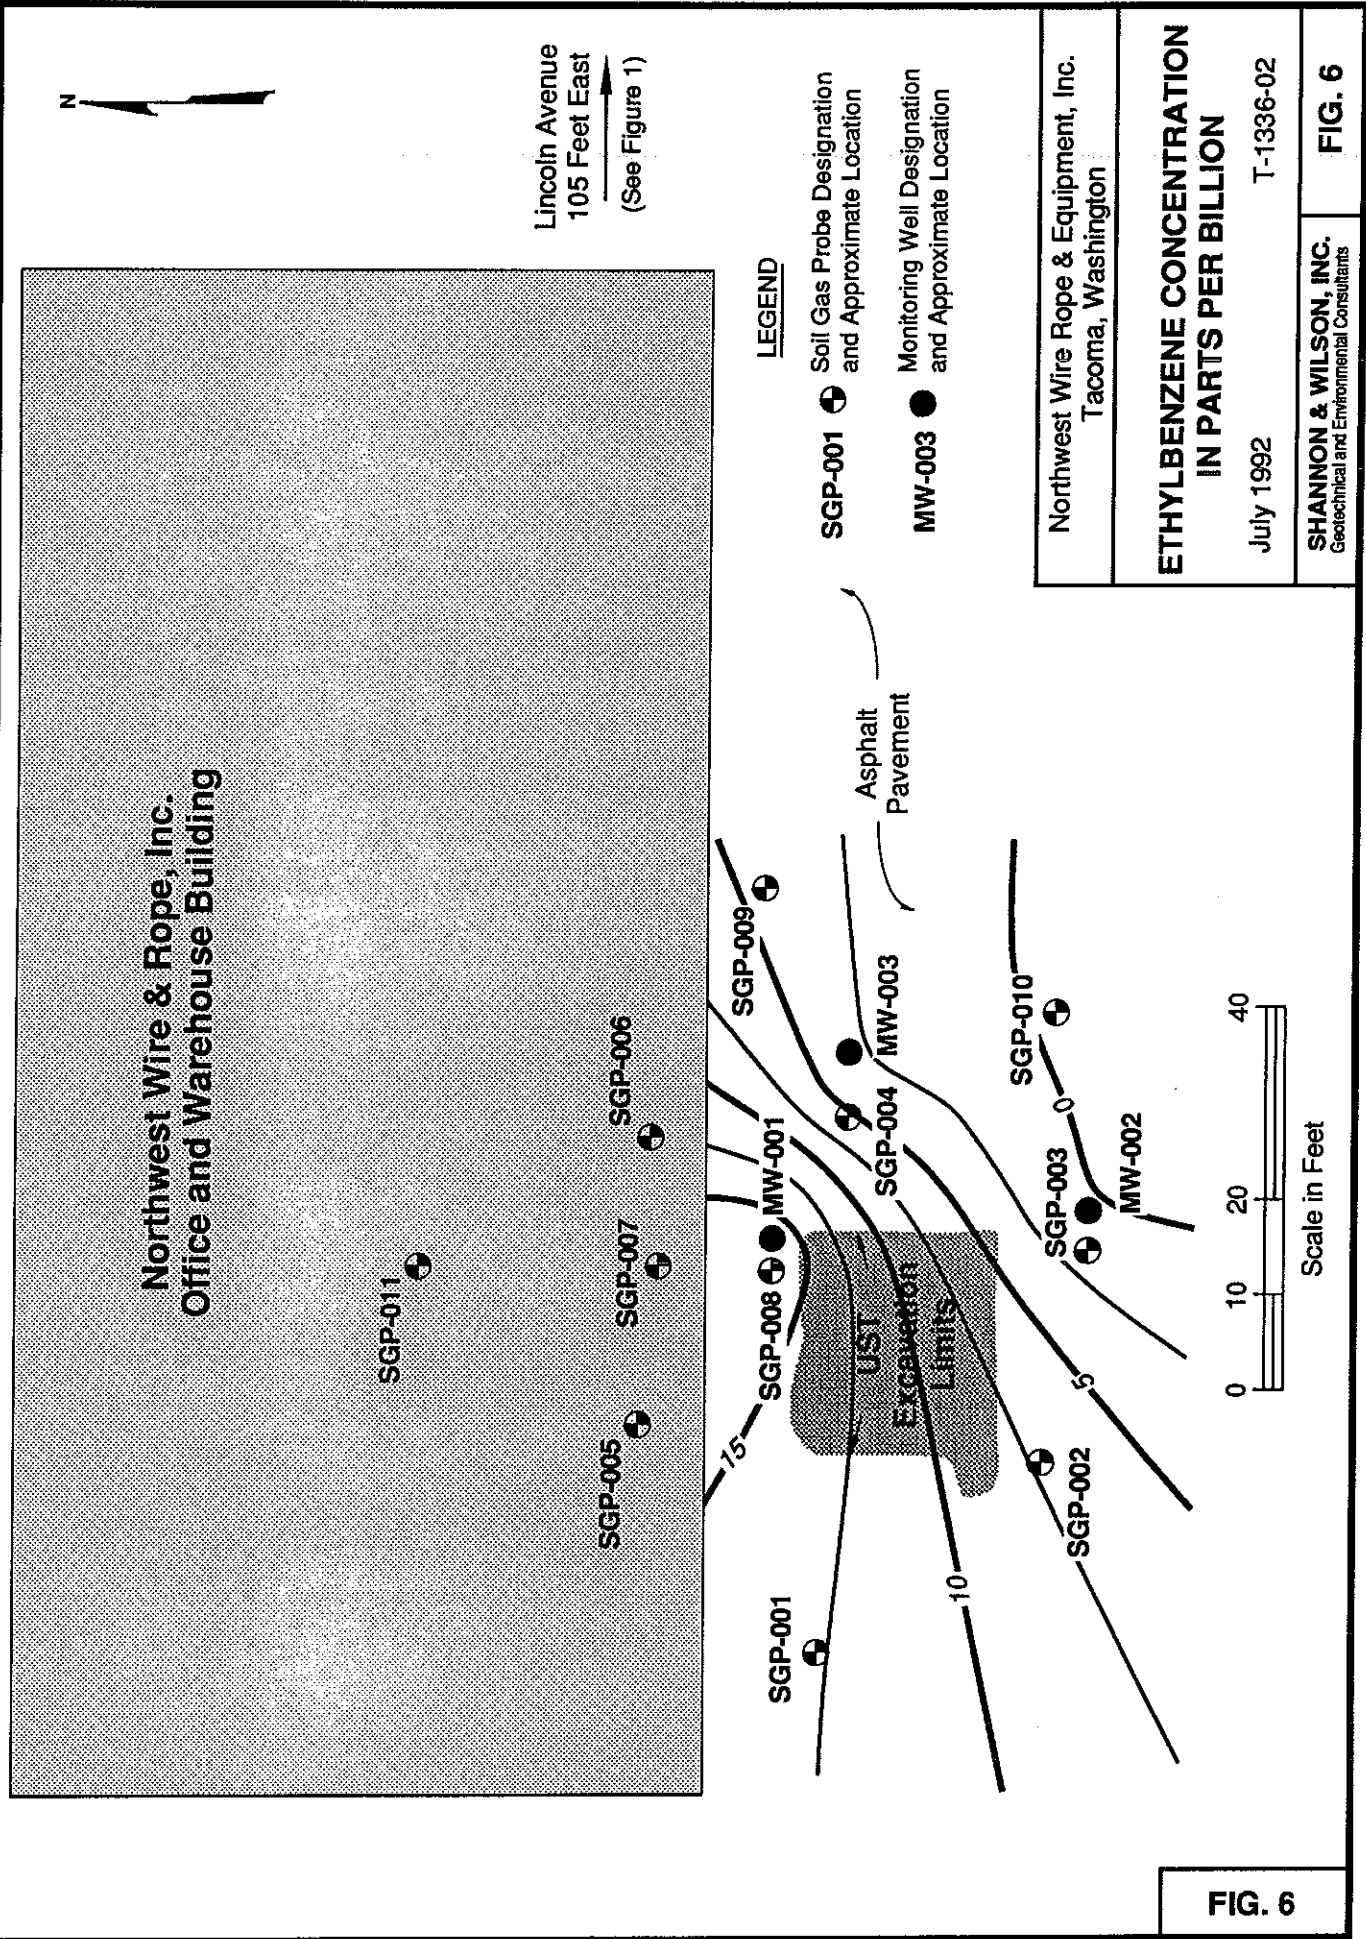 N
Lincoln Avenue
105 Feet East
(See Figure 1)
Northwest Wire & Rope, Inc.
Office and Warehouse Building
SGP-011
SGP-005
SGP-007
SGP-006
SGP-001
SGP-008
MW-001
SGP-009
15
UST
Excavation
Limits
SGP-004
MW-003
Asphalt
Pavement
10
SGP-002
5
SGP-003
MW-002
0
SGP-010
LEGEND
SGP-001
Soil Gas Probe Designation
and Approximate Location
MW-003
Monitoring Well Designation
and Approximate Location
0 10 20 40
Scale in Feet
Northwest Wire Rope & Equipment, Inc.
Tacoma, Washington
ETHYLBENZENE CONCENTRATION
IN PARTS PER BILLION
July 1992 T-1336-02
SHANNON & WILSON, INC.
Geotechnical and Environmental Consultants
FIG. 6
FIG. 6